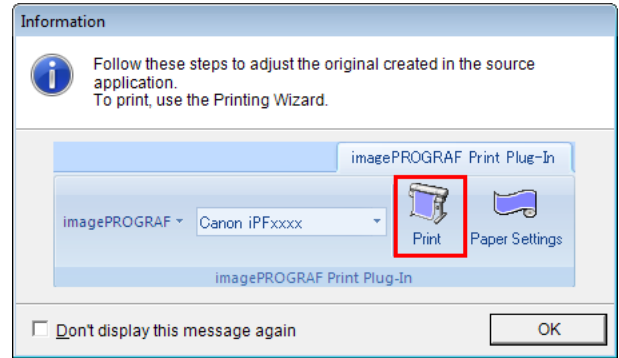 Information
Follow these steps to adjust the original created in the source
application.
To print, use the Printing Wizard.
imagePROGRAF Print Plug-In
imagePROGRAF
Canon iPFxxxx
Print
Paper Settings
imagePROGRAF Print Plug-In
Don't display this message again
OK